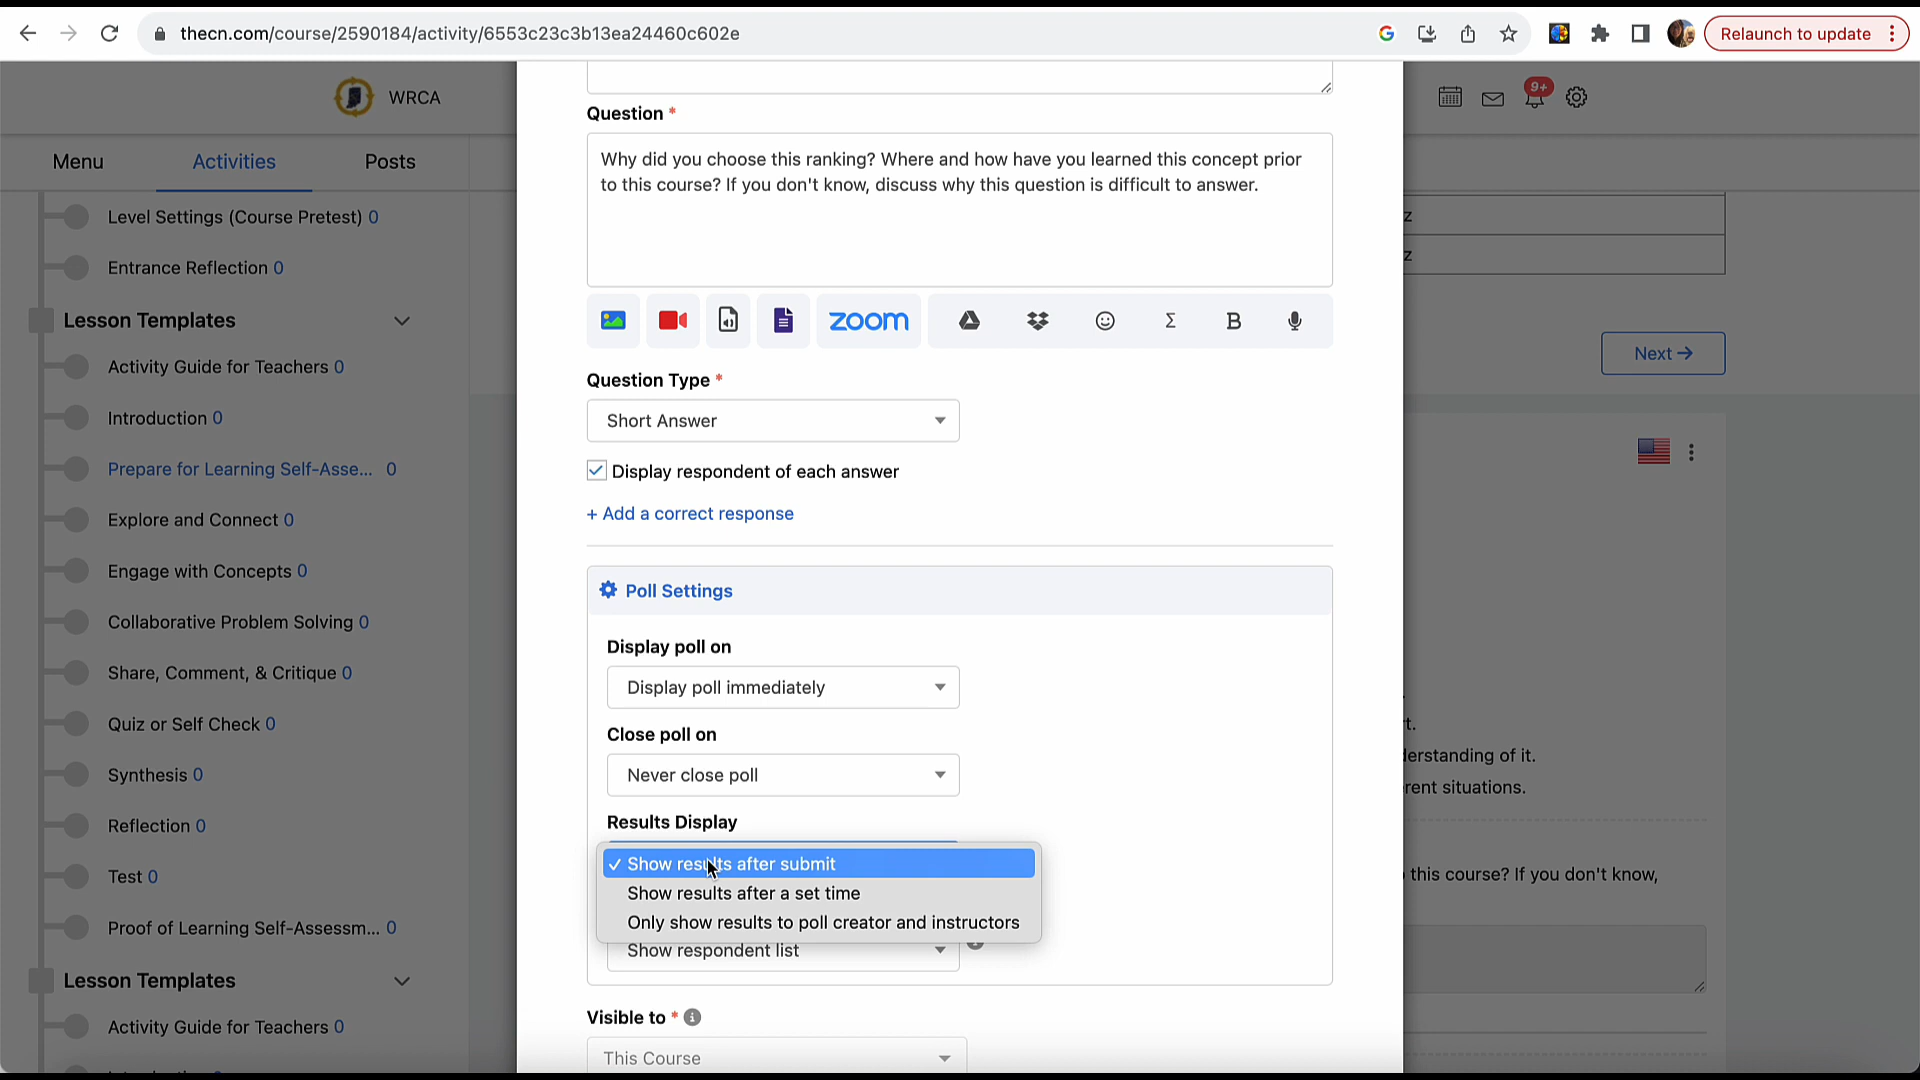 thecn.com/course/2590184/activity/6553c23c3b13ea24460c602e
Relaunch to update
WRCA
9+
Menu
Activities
Posts
Level Settings (Course Pretest) 0
Entrance Reflection 0
Lesson Templates
Activity Guide for Teachers 0
Introduction 0
Prepare for Learning Self-Asse... 0
Explore and Connect 0
Engage with Concepts 0
Collaborative Problem Solving 0
Share, Comment, & Critique 0
Quiz or Self Check 0
Synthesis 0
Reflection 0
Test 0
Proof of Learning Self-Assessm... 0
Lesson Templates
Activity Guide for Teachers 0
Question *
Why did you choose this ranking? Where and how have you learned this concept prior
to this course? If you don't know, discuss why this question is difficult to answer.
zoom
Σ
B
Question Type *
Short Answer
Display respondent of each answer
+ Add a correct response
Poll Settings
Display poll on
Display poll immediately
Close poll on
Never close poll
Results Display
✓ Show results after submit
Show results after a set time
Only show results to poll creator and instructors
Show respondent list
Visible to *
This Course
z
z
Next →
t.
erstanding of it.
rent situations.
this course? If you don't know,